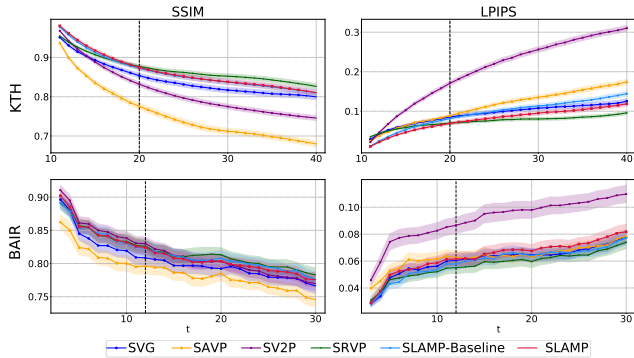 SSIM
LPIPS
KTH
0.9
0.8
0.7
10
20
30
40
0.3
0.1
10
20
30
40
BAIR
0.90
0.85
0.80
0.75
10
20
30
t
0.10
0.08
0.06
0.04
10
20
30
t
SVG
SAVP
SV2P
SRVP
SLAMP-Baseline
SLAMP